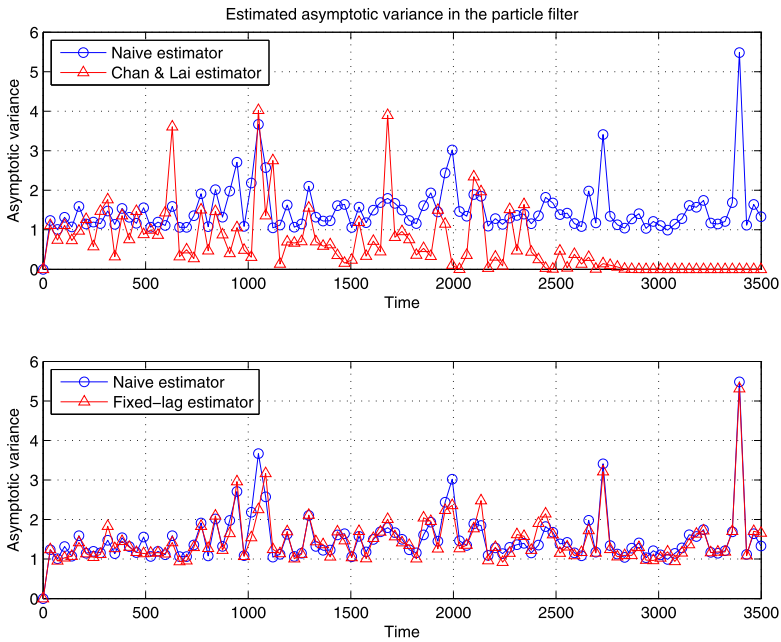 Estimated asymptotic variance in the particle filter
6
5
4
3
2
1
0
Asymptotic variance
Naive estimator
Chan & Lai estimator
0 500 1000 1500 2000 2500 3000 3500
Time
6
5
4
3
2
1
0
Asymptotic variance
Naive estimator
Fixed−lag estimator
0 500 1000 1500 2000 2500 3000 3500
Time